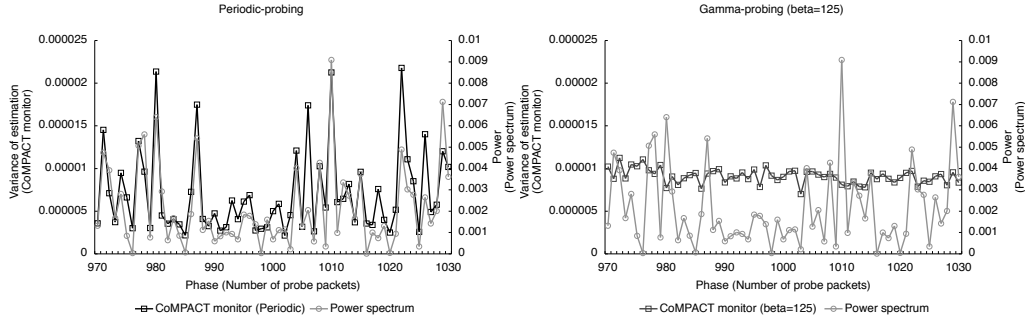 Periodic-probing
Variance of estimation
(CoMPACT monitor)
0.000025
0.00002
0.000015
0.00001
0.000005
0
0.01
0.009
0.008
0.007
0.006
0.005
0.004
0.003
0.002
0.001
0
Power
(Power spectrum)
970 980 990 1000 1010 1020 1030
Phase (Number of probe packets)
CoMPACT monitor (Periodic) Power spectrum
Gamma-probing (beta=125)
Variance of estimation
(CoMPACT monitor)
0.000025
0.00002
0.000015
0.00001
0.000005
0
0.01
0.009
0.008
0.007
0.006
0.005
0.004
0.003
0.002
0.001
0
Power
(Power spectrum)
970 980 990 1000 1010 1020 1030
Phase (Number of probe packets)
CoMPACT monitor (beta=125) Power spectrum